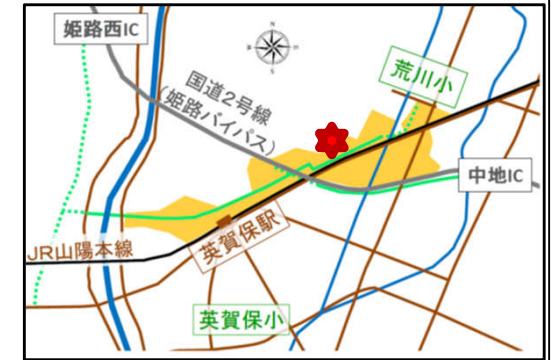 姫路西IC
N
S
国道2号線
(姫路バイパス)
荒川小
中地IC
JR山陽本線
英賀保駅
英賀保小